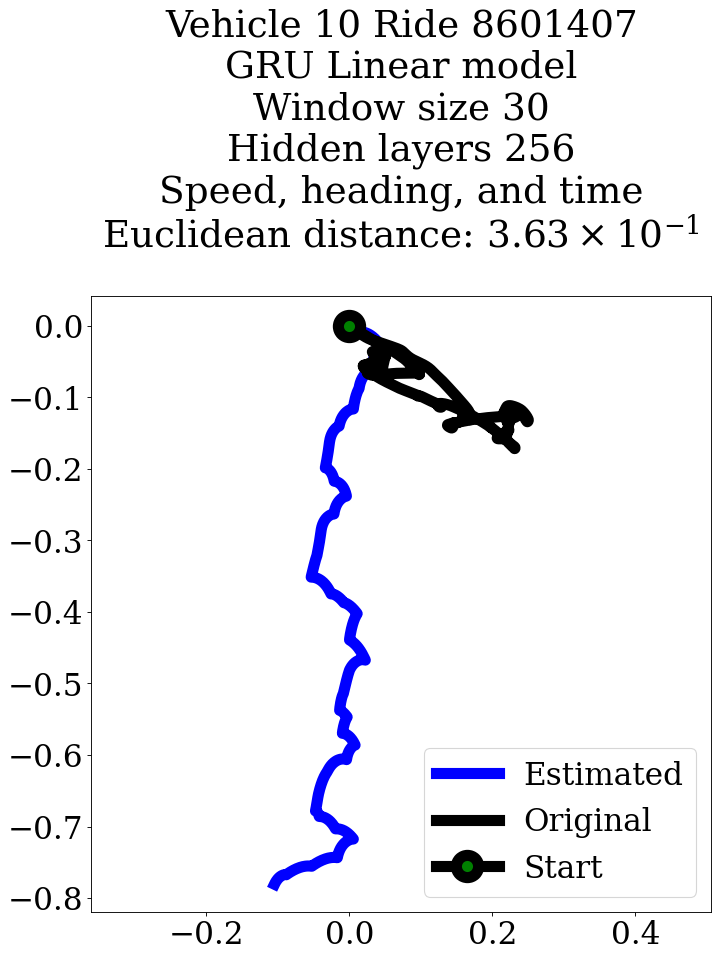 Vehicle 10 Ride 8601407
GRU Linear model
Window size 30
Hidden layers 256
Speed, heading, and time
Euclidean distance: 3.63 × 10⁻¹
0.0
−0.1
−0.2
−0.3
−0.4
−0.5
−0.6
−0.7
−0.8
Estimated
Original
Start
−0.2 0.0 0.2 0.4